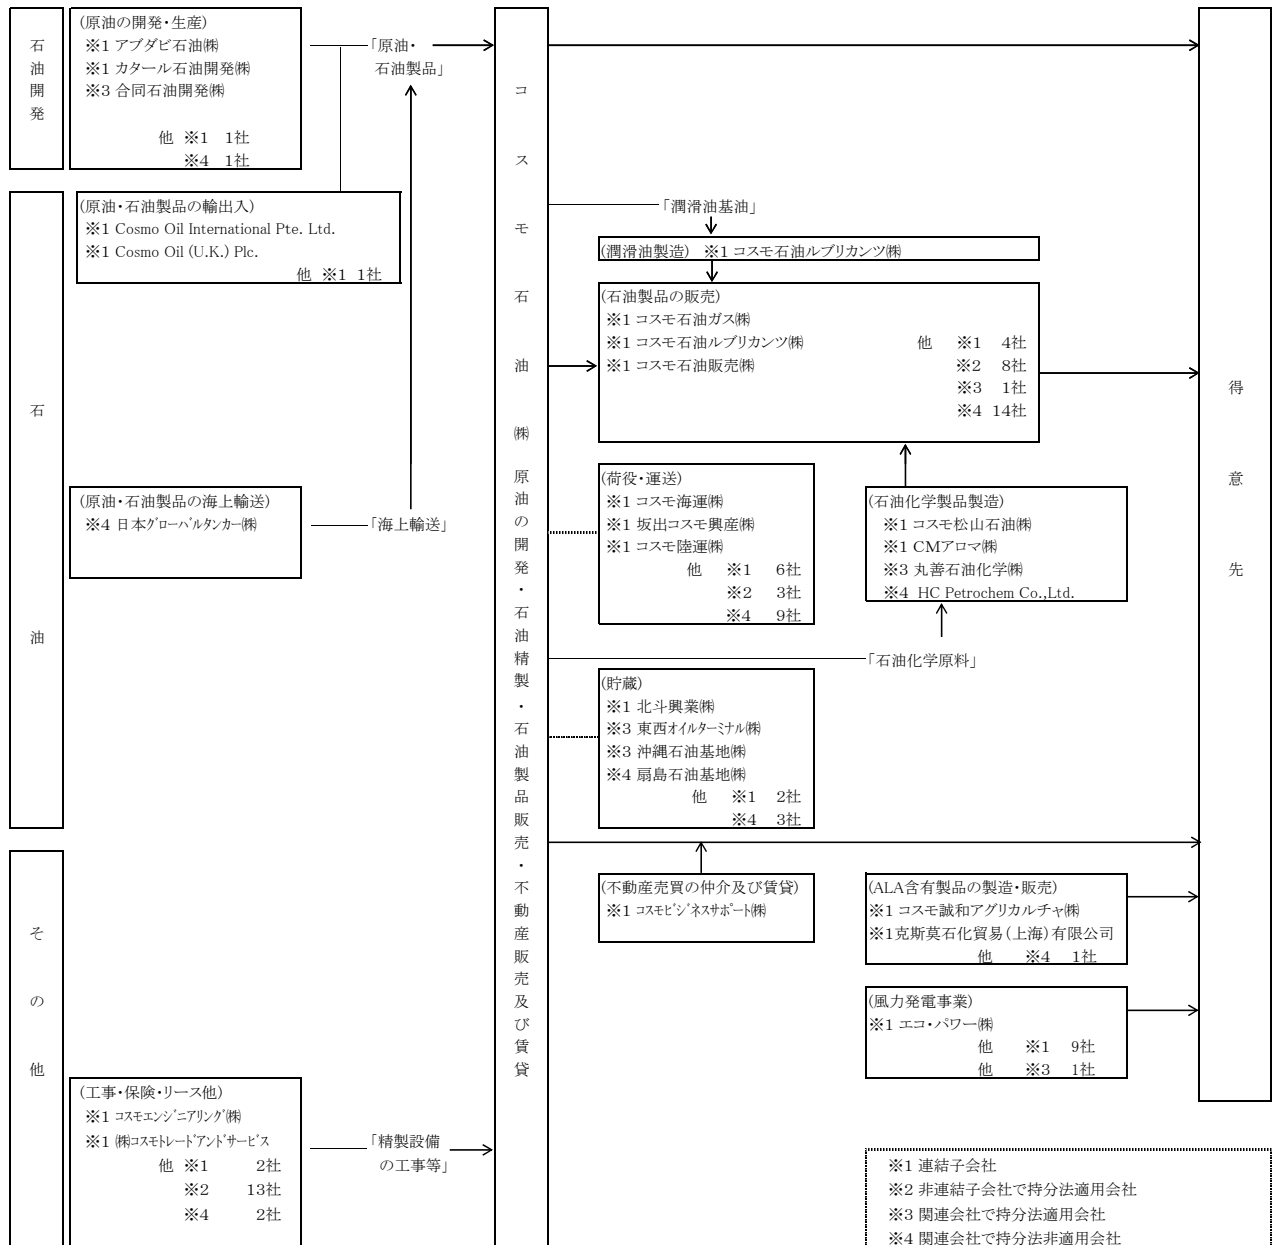 石油開発
(原油の開発・生産)
※1 アブダビ石油㈱
※1 カタール石油開発㈱
※3 合同石油開発㈱
他 ※1 1社
※4 1社
「原油・
石油製品」
石油
(原油・石油製品の輸出入)
※1 Cosmo Oil International Pte. Ltd.
※1 Cosmo Oil (U.K.) Plc.
他 ※1 1社
(原油・石油製品の海上輸送)
※4 日本グローバルタンカー㈱
「海上輸送」
その他
(工事・保険・リース他)
※1 コスモエンジニアリング㈱
※1 ㈱コスモトレードアンドサービス
他 ※1 2社
※2 13社
※4 2社
「精製設備
の工事等」
コスモ石油㈱
原油の開発・石油精製・石油製品販売・不動産販売及び賃貸
「潤滑油基油」
(潤滑油製造) ※1 コスモ石油ルブリカンツ㈱
(石油製品の販売)
※1 コスモ石油ガス㈱
※1 コスモ石油ルブリカンツ㈱ 他 ※1 4社
※1 コスモ石油販売㈱ ※2 8社
※3 1社
※4 14社
(荷役・運送)
※1 コスモ海運㈱
※1 坂出コスモ興産㈱
※1 コスモ陸運㈱
他 ※1 6社
※2 3社
※4 9社
(石油化学製品製造)
※1 コスモ松山石油㈱
※1 CMアロマ㈱
※3 丸善石油化学㈱
※4 HC Petrochem Co.,Ltd.
「石油化学原料」
(貯蔵)
※1 北斗興業㈱
※3 東西オイルターミナル㈱
※3 沖縄石油基地㈱
※4 扇島石油基地㈱
他 ※1 2社
※4 3社
(不動産売買の仲介及び賃貸)
※1 コスモビジネスサポート㈱
(ALA含有製品の製造・販売)
※1 コスモ誠和アグリカルチャ㈱
※1克斯莫石化貿易(上海)有限公司
他 ※4 1社
(風力発電事業)
※1 エコ・パワー㈱
他 ※1 9社
他 ※3 1社
得意先
※1 連結子会社
※2 非連結子会社で持分法適用会社
※3 関連会社で持分法適用会社
※4 関連会社で持分法非適用会社